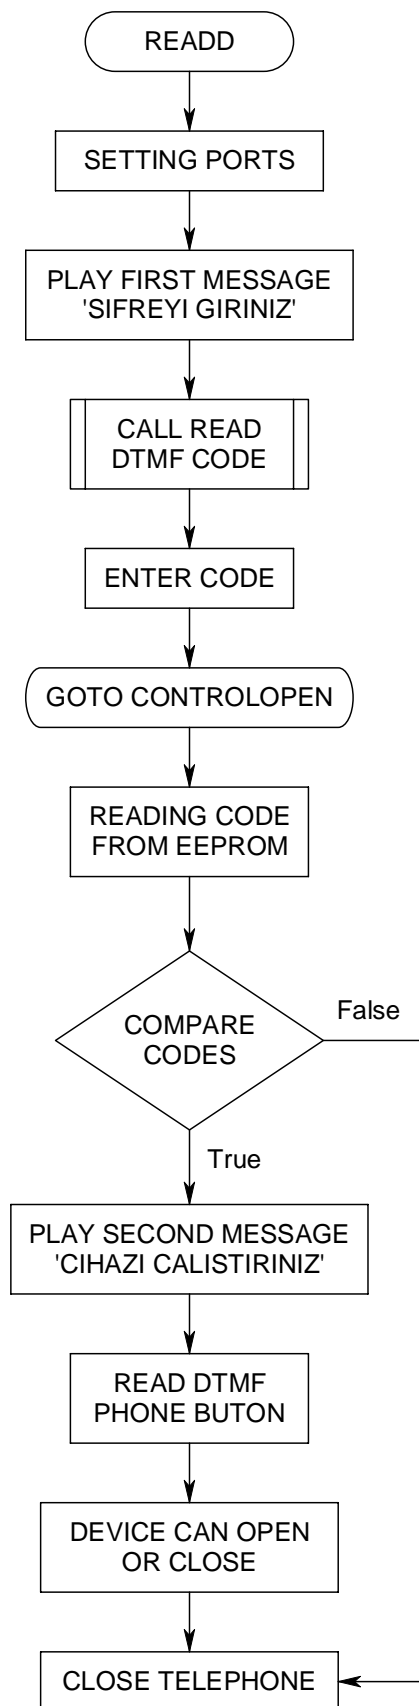 READD
SETTING PORTS
PLAY FIRST MESSAGE
'SIFREYI GIRINIZ'
CALL READ
DTMF CODE
ENTER CODE
GOTO CONTROLOPEN
READING CODE
FROM EEPROM
COMPARE
CODES
False
True
PLAY SECOND MESSAGE
'CIHAZI CALISTIRINIZ'
READ DTMF
PHONE BUTON
DEVICE CAN OPEN
OR CLOSE
CLOSE TELEPHONE